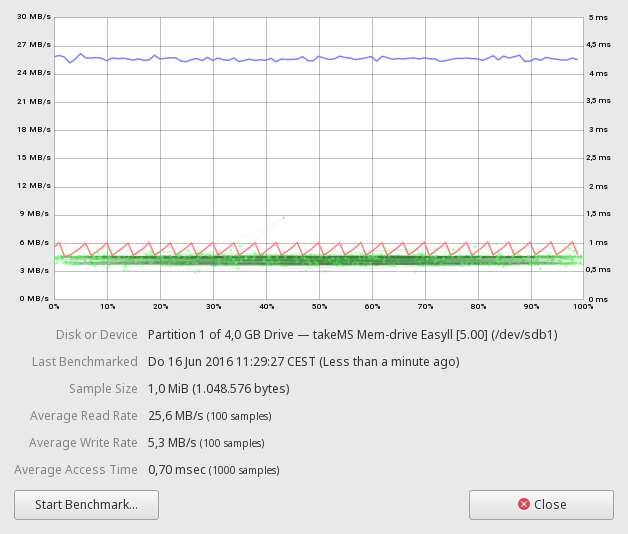 30 MB/s 5 ms
27 MB/s 4,5 ms
24 MB/s 4 ms
21 MB/s 3,5 ms
18 MB/s 3 ms
15 MB/s 2,5 ms
12 MB/s 2 ms
9 MB/s 1,5 ms
6 MB/s 1 ms
3 MB/s 0,5 ms
0 MB/s 0 ms
0% 10% 20% 30% 40% 50% 60% 70% 80% 90% 100%
Disk or Device Partition 1 of 4,0 GB Drive — takeMS Mem-drive EasyII [5.00] (/dev/sdb1)
Last Benchmarked Do 16 Jun 2016 11:29:27 CEST (Less than a minute ago)
Sample Size 1,0 MiB (1.048.576 bytes)
Average Read Rate 25,6 MB/s (100 samples)
Average Write Rate 5,3 MB/s (100 samples)
Average Access Time 0,70 msec (1000 samples)
Start Benchmark... Close